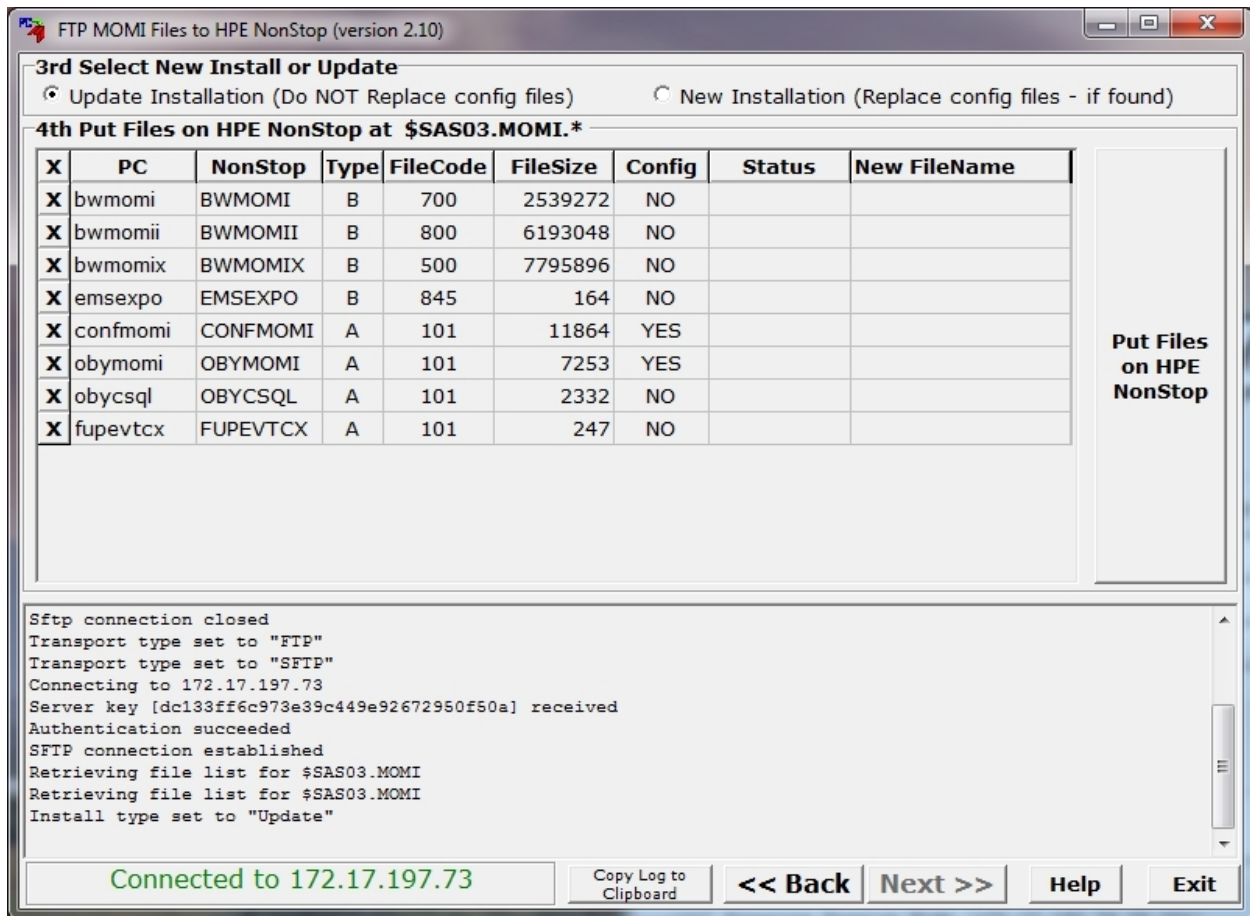 FTP MOMI Files to HPE NonStop (version 2.10)
3rd Select New Install or Update
Update Installation (Do NOT Replace config files) New Installation (Replace config files - if found)
4th Put Files on HPE NonStop at $SAS03.MOMI.*
X PC NonStop Type FileCode FileSize Config Status New FileName
X bwmomi BWMOMI B 700 2539272 NO
X bwmomii BWMOMII B 800 6193048 NO
X bwmomix BWMOMIX B 500 7795896 NO
X emsexpo EMSEXPO B 845 164 NO
X confmomi CONFMOMI A 101 11864 YES
X obymomi OBYMOMI A 101 7253 YES
X obycsql OBYCSQL A 101 2332 NO
X fupevtcx FUPEVTCX A 101 247 NO
Put Files
on HPE
NonStop
Sftp connection closed
Transport type set to "FTP"
Transport type set to "SFTP"
Connecting to 172.17.197.73
Server key [dc133ff6c973e39c449e92672950f50a] received
Authentication succeeded
SFTP connection established
Retrieving file list for $SAS03.MOMI
Retrieving file list for $SAS03.MOMI
Install type set to "Update"
Connected to 172.17.197.73
Copy Log to
Clipboard
<< Back
Next >>
Help
Exit